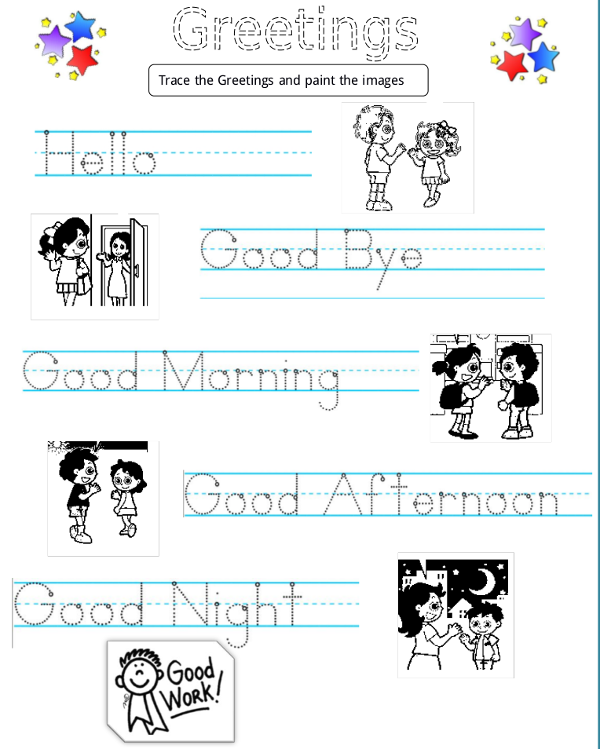 Greetings
Trace the Greetings and paint the images
Hello
Good Bye
Good Morning
Good Afternoon
Good Night
Good
Work!